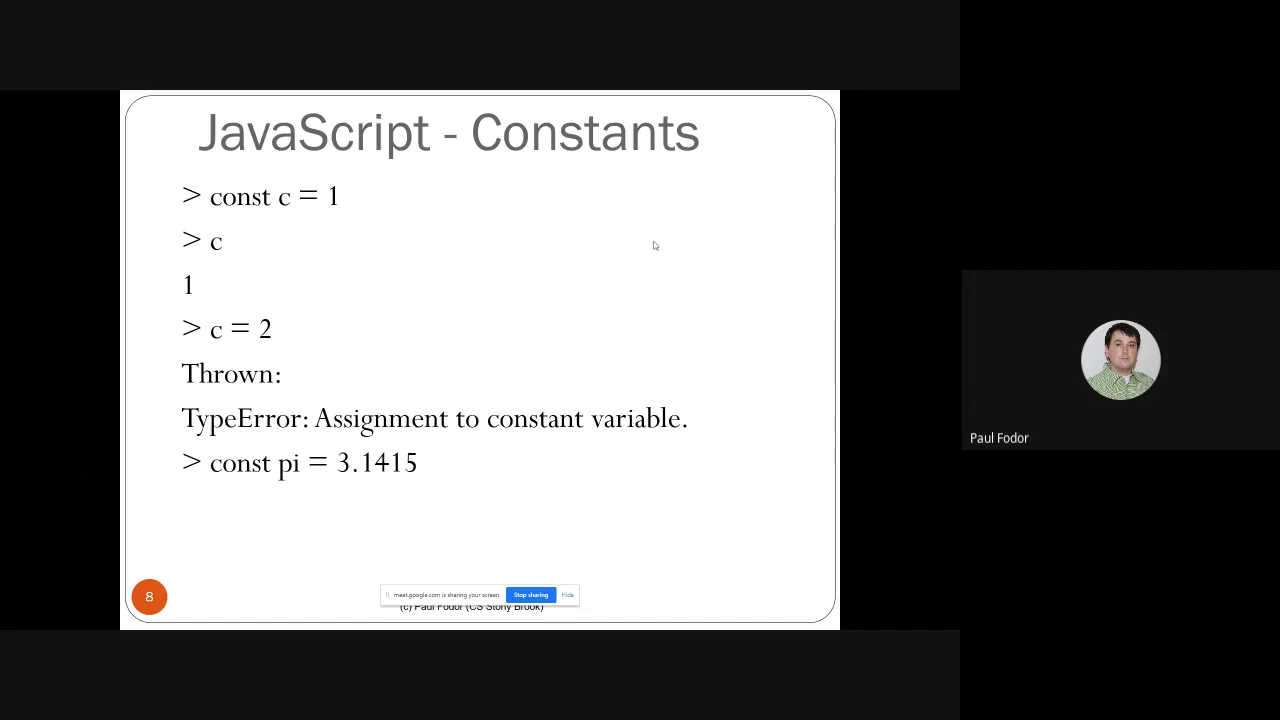 JavaScript - Constants
> const c = 1
> c
1
> c = 2
Thrown:
TypeError: Assignment to constant variable.
> const pi = 3.1415
Paul Fodor
8
meet.google.com is sharing your screen. Stop sharing Hide
(c) Paul Fodor (CS Stony Brook)